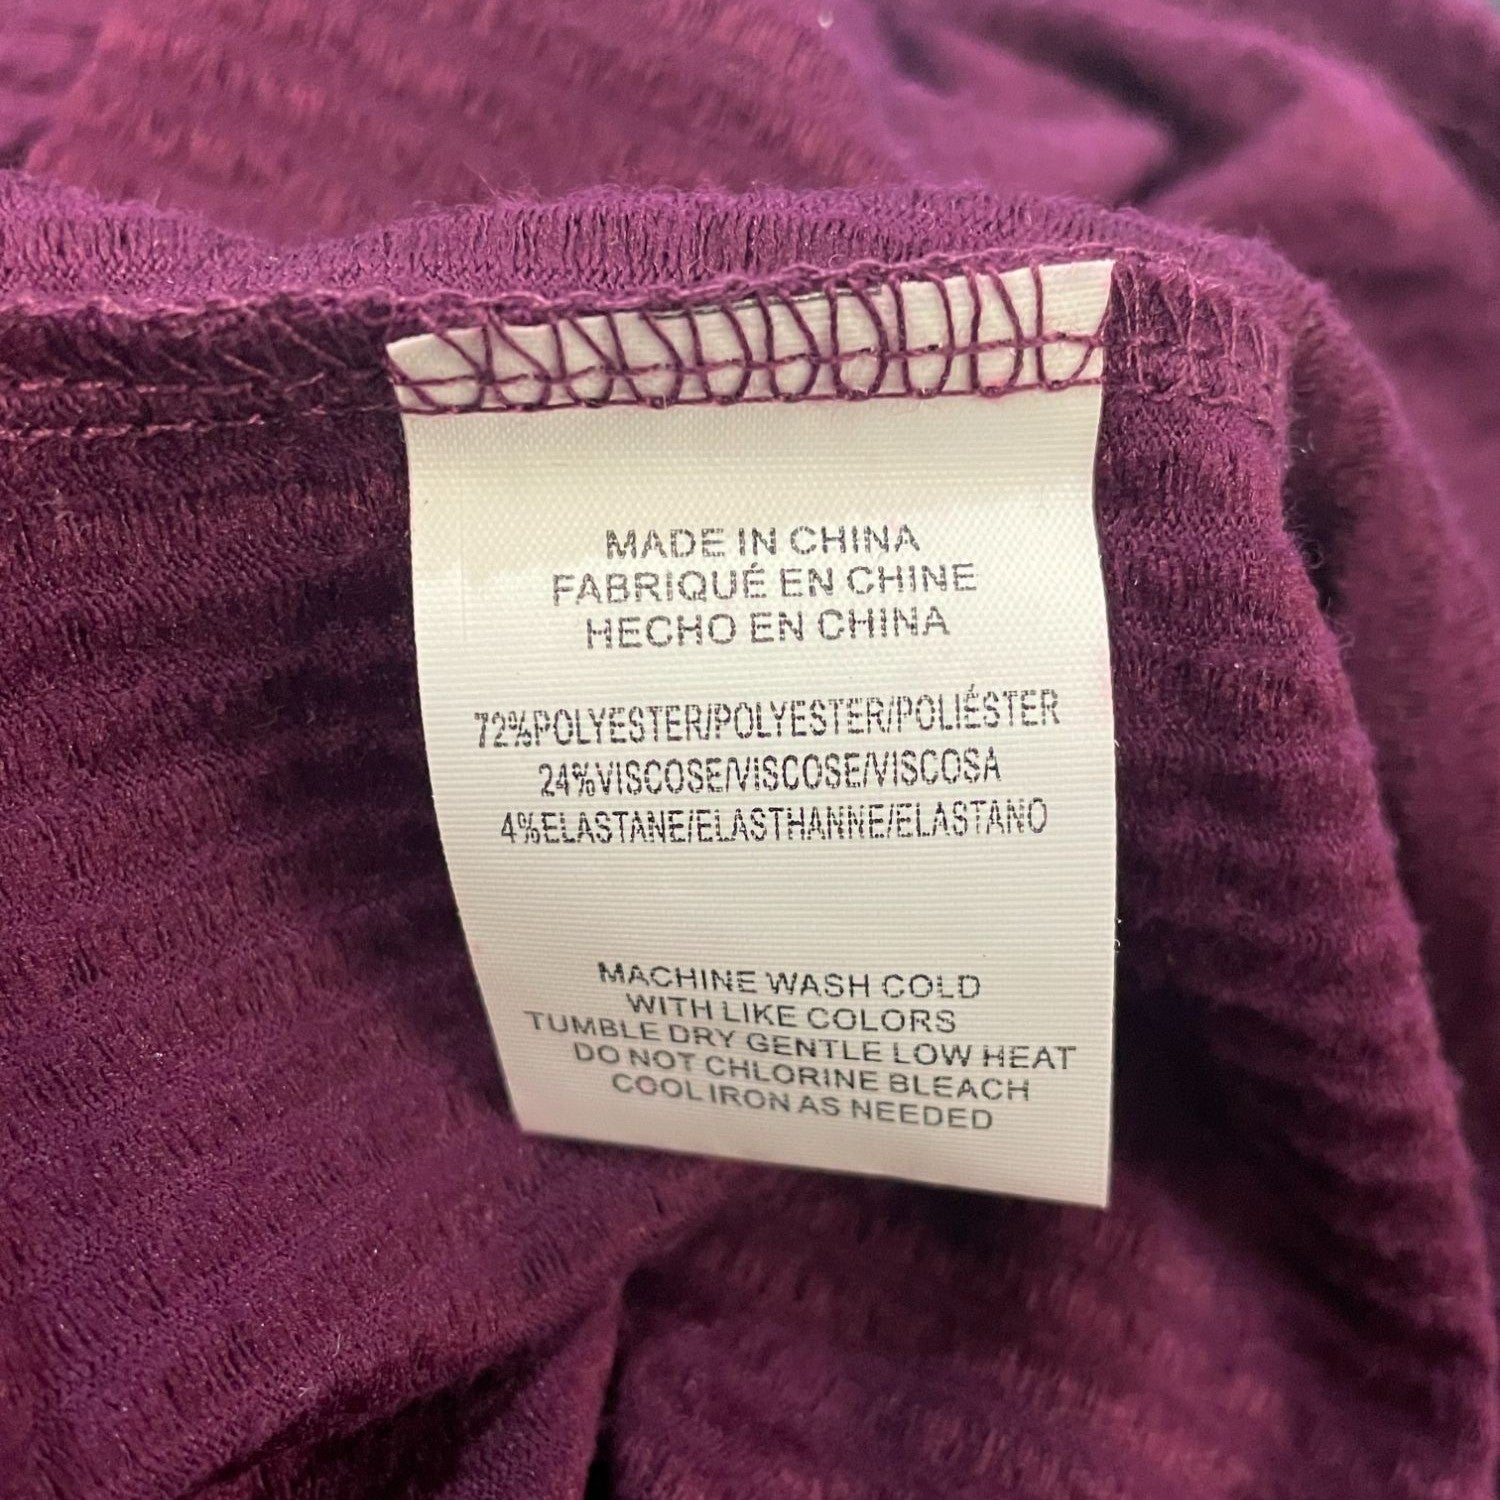 MADE IN CHINA
FABRIQUÉ EN CHINE
HECHO EN CHINA
72%POLYESTER/POLYESTER/POLIÉSTER
24%VISCOSE/VISCOSE/VISCOSA
4%ELASTANE/ELASTHANNE/ELASTANO
MACHINE WASH COLD
WITH LIKE COLORS
TUMBLE DRY GENTLE LOW HEAT
DO NOT CHLORINE BLEACH
COOL IRON AS NEEDED